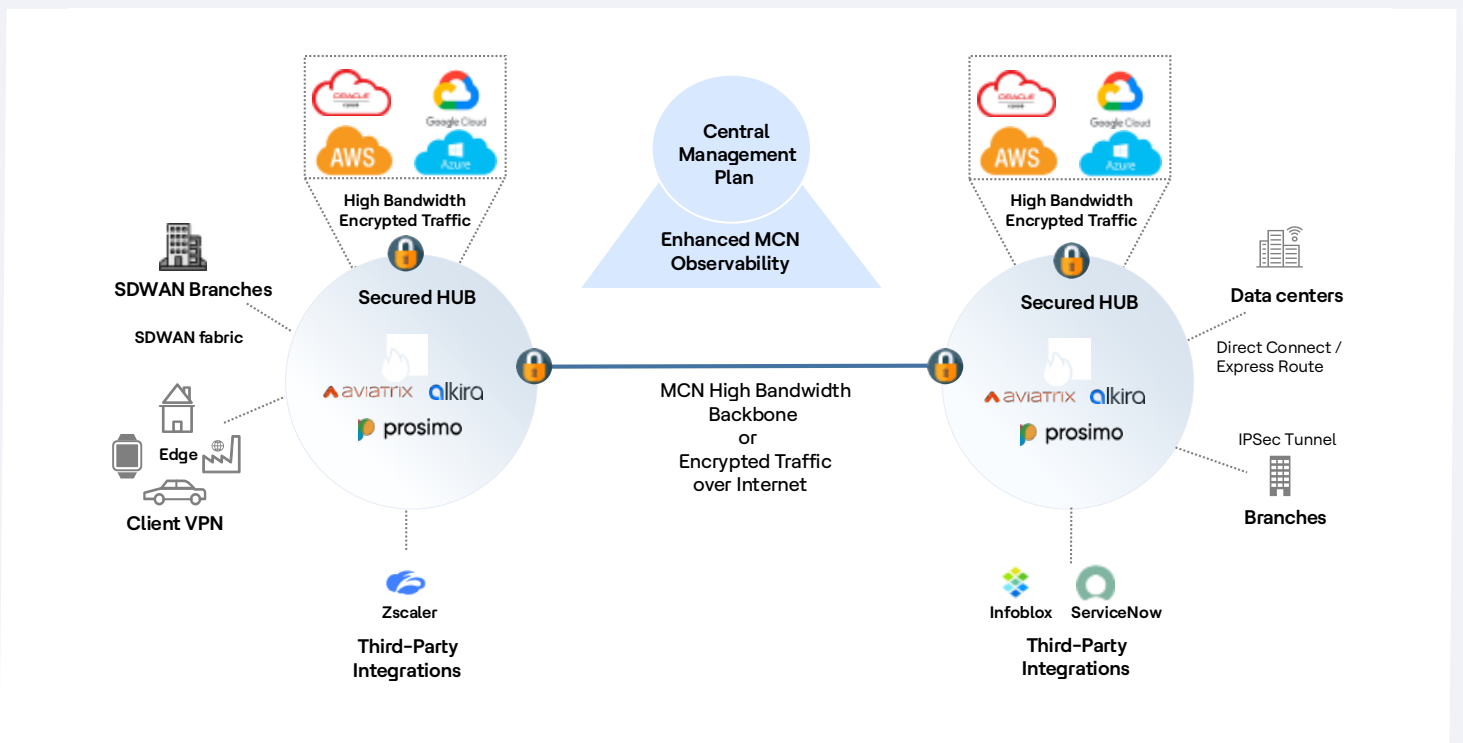 ORACLE
Google Cloud
AWS
Azure
High Bandwidth
Encrypted Traffic
Central
Management
Plan
Enhanced MCN
Observability
ORACLE
Google Cloud
AWS
Azure
High Bandwidth
Encrypted Traffic
SDWAN Branches
SDWAN fabric
Edge
Client VPN
Secured HUB
aviatrix
alkira
prosimo
MCN High Bandwidth
Backbone
or
Encrypted Traffic
over Internet
Secured HUB
aviatrix
alkira
prosimo
Data centers
Direct Connect /
Express Route
IPSec Tunnel
Branches
Zscaler
Third-Party
Integrations
Infoblox
ServiceNow
Third-Party
Integrations